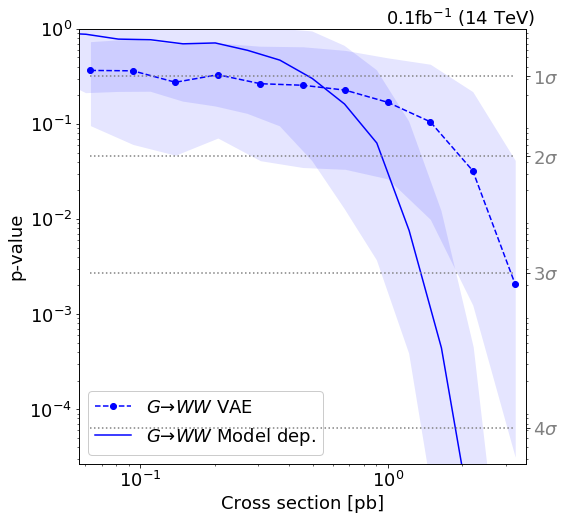 0.1fb⁻¹ (14 TeV)
10⁰
10⁻¹
10⁻²
10⁻³
10⁻⁴
p-value
1σ
2σ
3σ
4σ
G→WW VAE
G→WW Model dep.
10⁻¹ 10⁰
Cross section [pb]